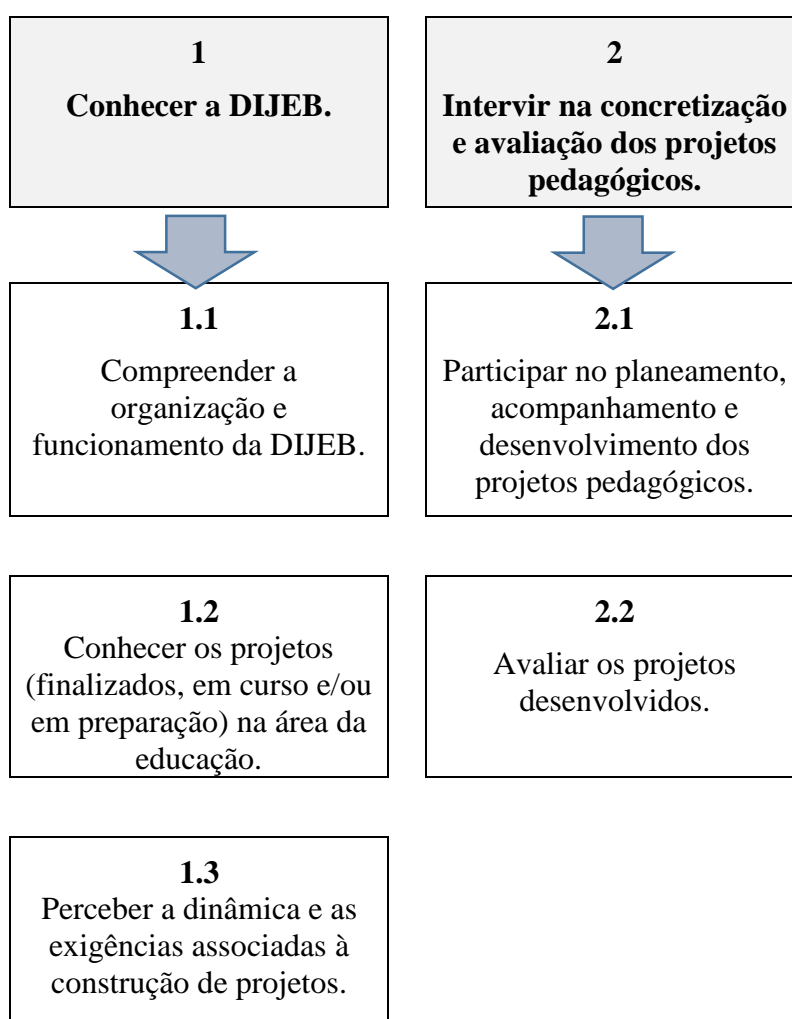 1
Conhecer a DIJEB.
2
Intervir na concretização
e avaliação dos projetos
pedagógicos.
1.1
Compreender a
organização e
funcionamento da DIJEB.
2.1
Participar no planeamento,
acompanhamento e
desenvolvimento dos
projetos pedagógicos.
1.2
Conhecer os projetos
(finalizados, em curso e/ou
em preparação) na área da
educação.
2.2
Avaliar os projetos
desenvolvidos.
1.3
Perceber a dinâmica e as
exigências associadas à
construção de projetos.